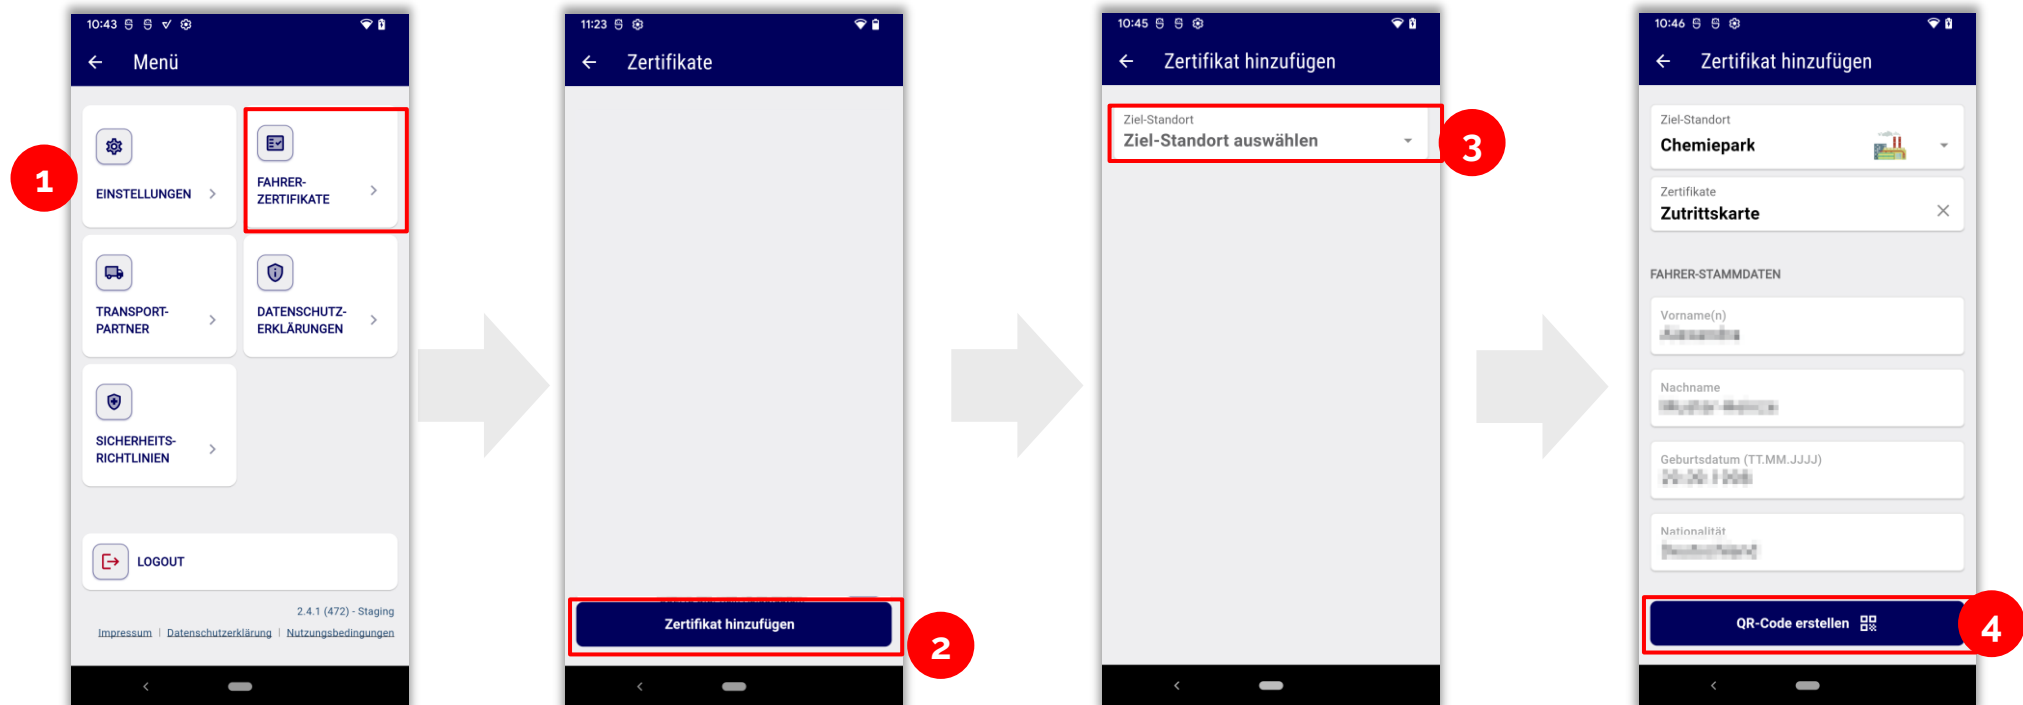 10:43
Menü
1
EINSTELLUNGEN
FAHRER-
ZERTIFIKATE
TRANSPORT-
PARTNER
DATENSCHUTZ-
ERKLÄRUNGEN
SICHERHEITS-
RICHTLINIEN
LOGOUT
2.4.1 (472) - Staging
Impressum | Datenschutzerklärung | Nutzungsbedingungen
11:23
Zertifikate
Zertifikat hinzufügen
2
10:45
Zertifikat hinzufügen
Ziel-Standort
Ziel-Standort auswählen
3
10:46
Zertifikat hinzufügen
Ziel-Standort
Chemiepark
Zertifikate
Zutrittskarte
FAHRER-STAMMDATEN
Vorname(n)
Nachname
Geburtsdatum (TT.MM.JJJJ)
Nationalität
QR-Code erstellen
4